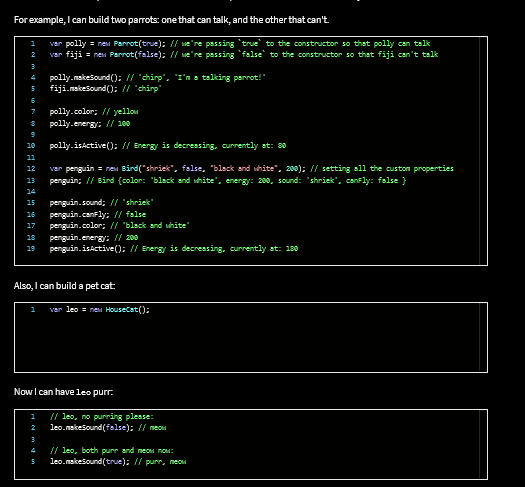 For example, I can build two parrots: one that can talk, and the other that can't.
1 var polly = new Parrot(true); // we're passing `true` to the constructor so that polly can talk
2 var fiji = new Parrot(false); // we're passing `false` to the constructor so that fiji can't talk
3
4 polly.makeSound(); // 'chirp', 'I'm a talking parrot!'
5 fiji.makeSound(); // 'chirp'
6
7 polly.color; // yellow
8 polly.energy; // 100
9
10 polly.isActive(); // Energy is decreasing, currently at: 80
11
12 var penguin = new Bird("shriek", false, "black and white", 200); // setting all the custom properties
13 penguin; // Bird {color: 'black and white', energy: 200, sound: 'shriek', canFly: false }
14
15 penguin.sound; // 'shriek'
16 penguin.canFly; // false
17 penguin.color; // 'black and white'
18 penguin.energy; // 200
19 penguin.isActive(); // Energy is decreasing, currently at: 180
Also, I can build a pet cat:
1 var leo = new HouseCat();
Now I can have leo purr:
1 // leo, no purring please:
2 leo.makeSound(false); // meow
3
4 // leo, both purr and meow now:
5 leo.makeSound(true); // purr, meow